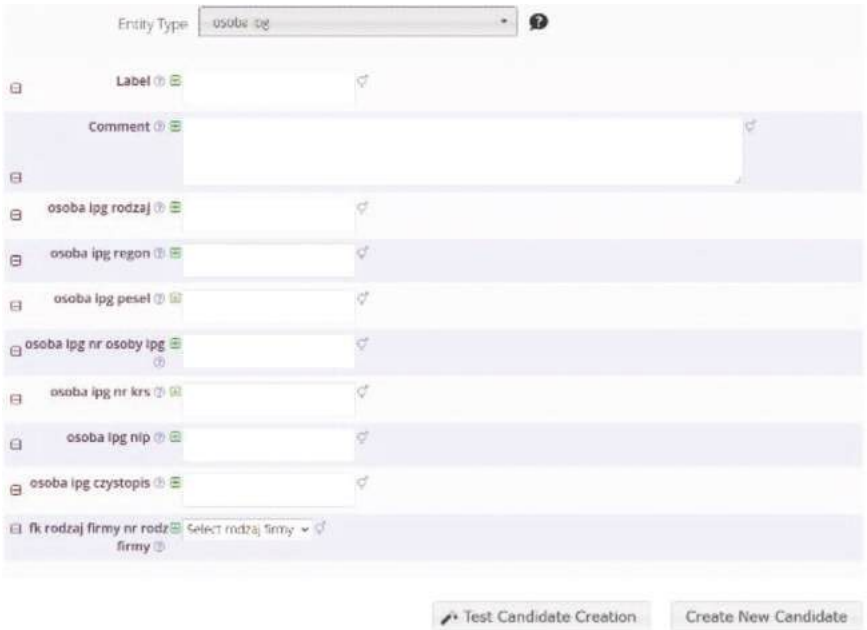 Entity Type osoba ipg
Label
Comment
osoba ipg rodzaj
osoba ipg regon
osoba ipg pesel
osoba ipg nr osoby ipg
osoba ipg nr krs
osoba ipg nip
osoba ipg czystopis
fk rodzaj firmy nr rodz Select rodzaj firmy
firmy
Test Candidate Creation Create New Candidate